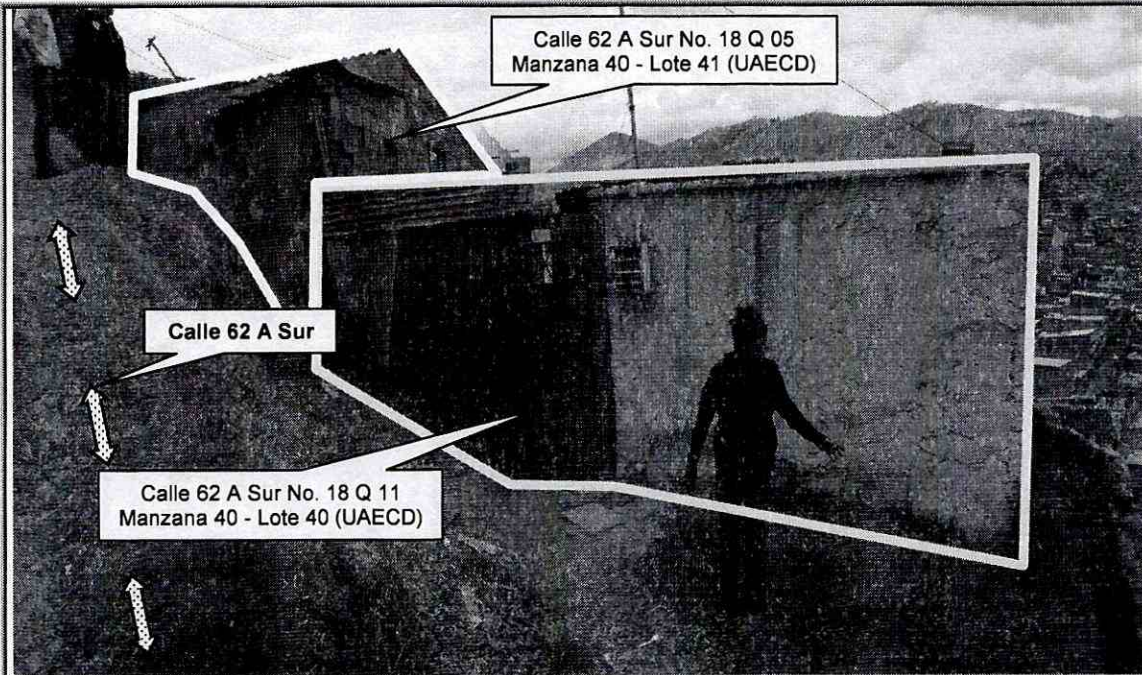 Calle 62 A Sur No. 18 Q 05
Manzana 40 - Lote 41 (UAECD)
Calle 62 A Sur
Calle 62 A Sur No. 18 Q 11
Manzana 40 - Lote 40 (UAECD)